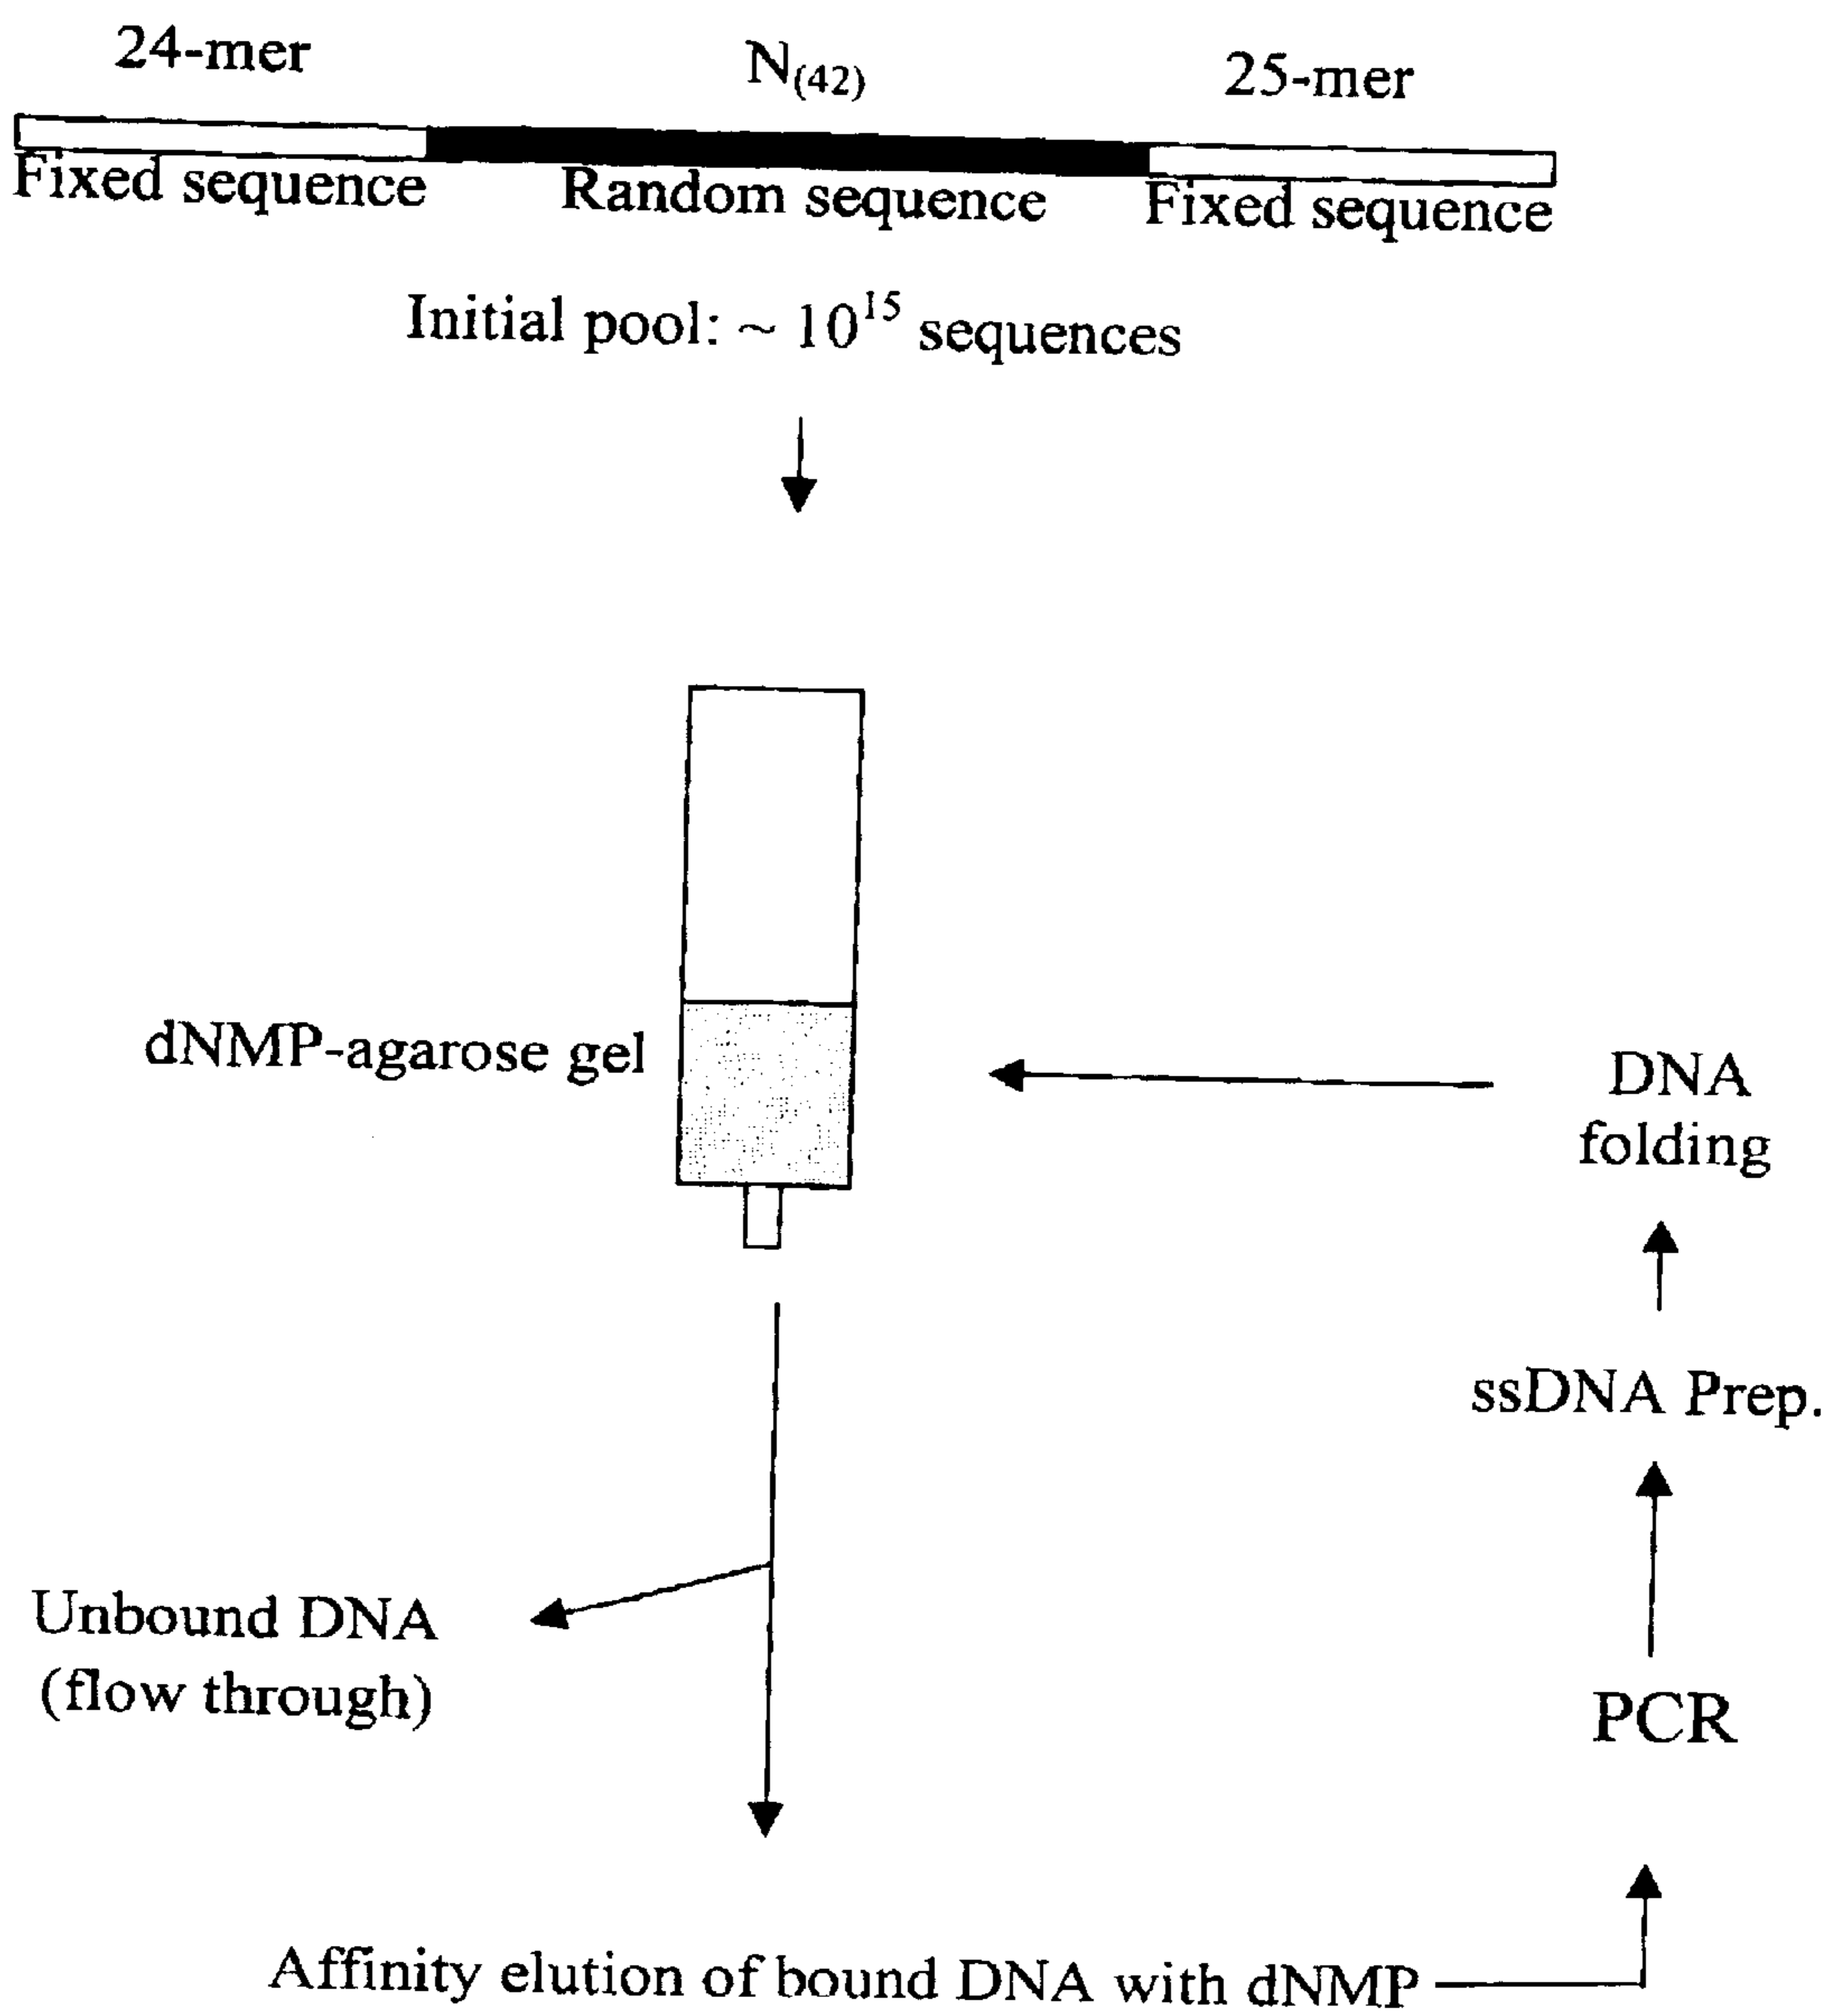 24-mer N(42) 25-mer
Fixed sequence Random sequence Fixed sequence
Initial pool: ~ 10^15 sequences
dNMP-agarose gel
DNA
folding
ssDNA Prep.
Unbound DNA
(flow through)
PCR
Affinity elution of bound DNA with dNMP